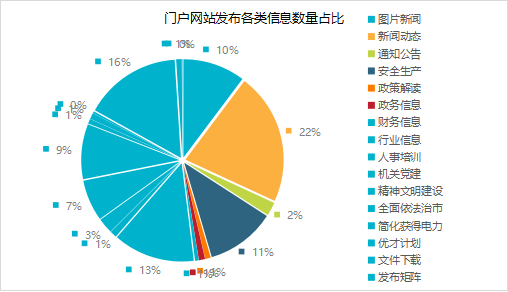 门户网站发布各类信息数量占比
10%
22%
2%
11%
1%
1%
13%
1%
3%
7%
9%
1%
0%
16%
1%
0%
图片新闻
新闻动态
通知公告
安全生产
政策解读
政务信息
财务信息
行业信息
人事培训
机关党建
精神文明建设
全面依法治市
简化获得电力
优才计划
文件下载
发布矩阵